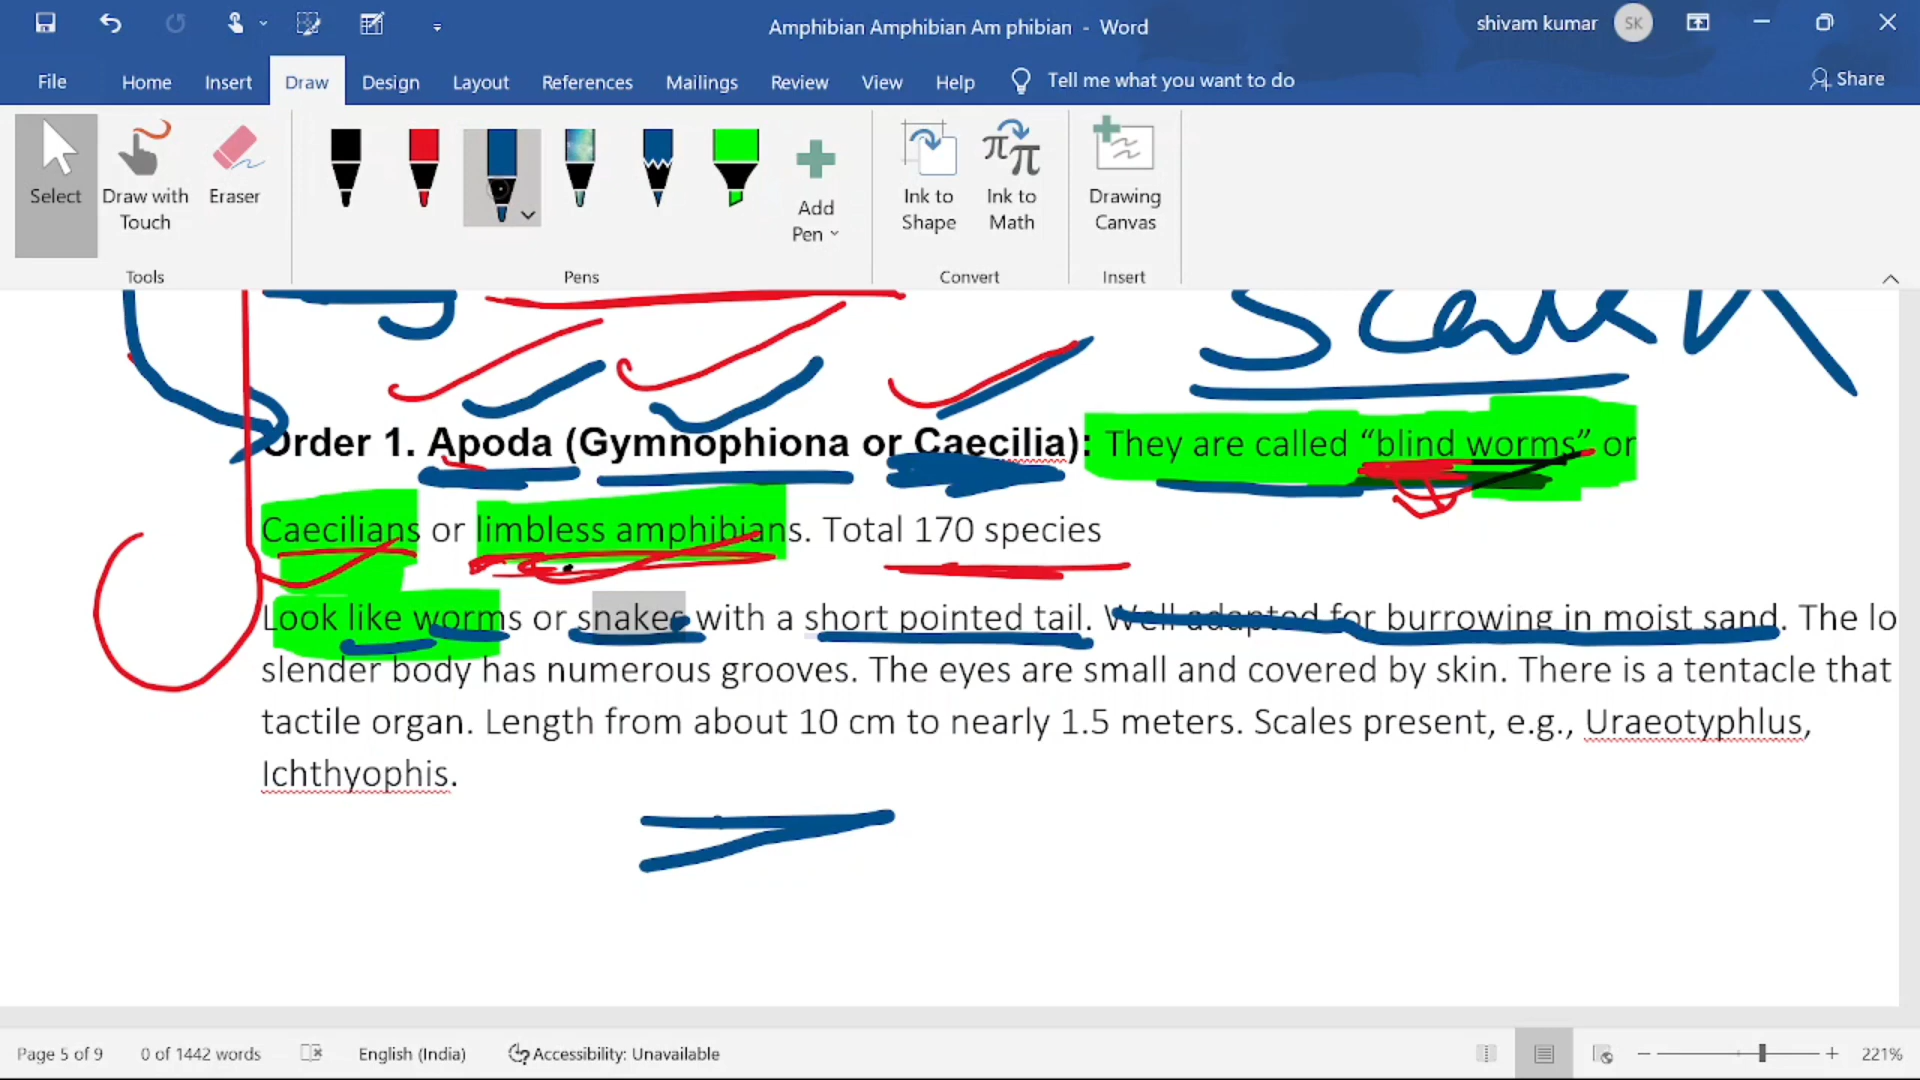 Amphibian Amphibian Am phibian - Word
shivam kumar SK
File Home Insert Draw Design Layout References Mailings Review View Help Tell me what you want to do Share
Select
Draw with Touch
Eraser
Add Pen
Ink to Shape
Ink to Math
Drawing Canvas
Tools Pens Convert Insert
Order 1. Apoda (Gymnophiona or Caecilia): They are called “blind worms” or
Caecilians or limbless amphibians. Total 170 species
Look like worms or snakes with a short pointed tail. Well adapted for burrowing in moist sand. The lo
slender body has numerous grooves. The eyes are small and covered by skin. There is a tentacle that
tactile organ. Length from about 10 cm to nearly 1.5 meters. Scales present, e.g., Uraeotyphlus,
Ichthyophis.
Page 5 of 9 0 of 1442 words English (India) Accessibility: Unavailable 221%